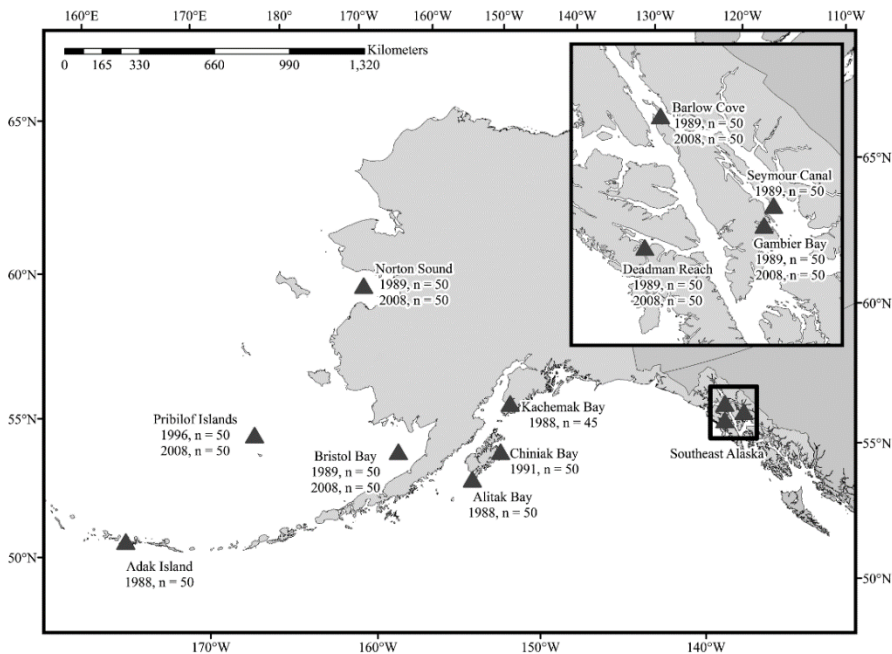 160°E 170°E 180° 170°W 160°W 150°W 140°W 130°W 120°W 110°W
Kilometers
0 165 330 660 990 1,320
65°N
60°N
55°N
50°N
65°N
60°N
55°N
50°N
170°W 160°W 150°W 140°W
Barlow Cove
1989, n = 50
2008, n = 50
Seymour Canal
1989, n = 50
Gambier Bay
1989, n = 50
2008, n = 50
Deadman Reach
1989, n = 50
2008, n = 50
Norton Sound
1989, n = 50
2008, n = 50
Pribilof Islands
1996, n = 50
2008, n = 50
Bristol Bay
1989, n = 50
2008, n = 50
Kachemak Bay
1988, n = 45
Chiniak Bay
1991, n = 50
Alitak Bay
1988, n = 50
Southeast Alaska
Adak Island
1988, n = 50